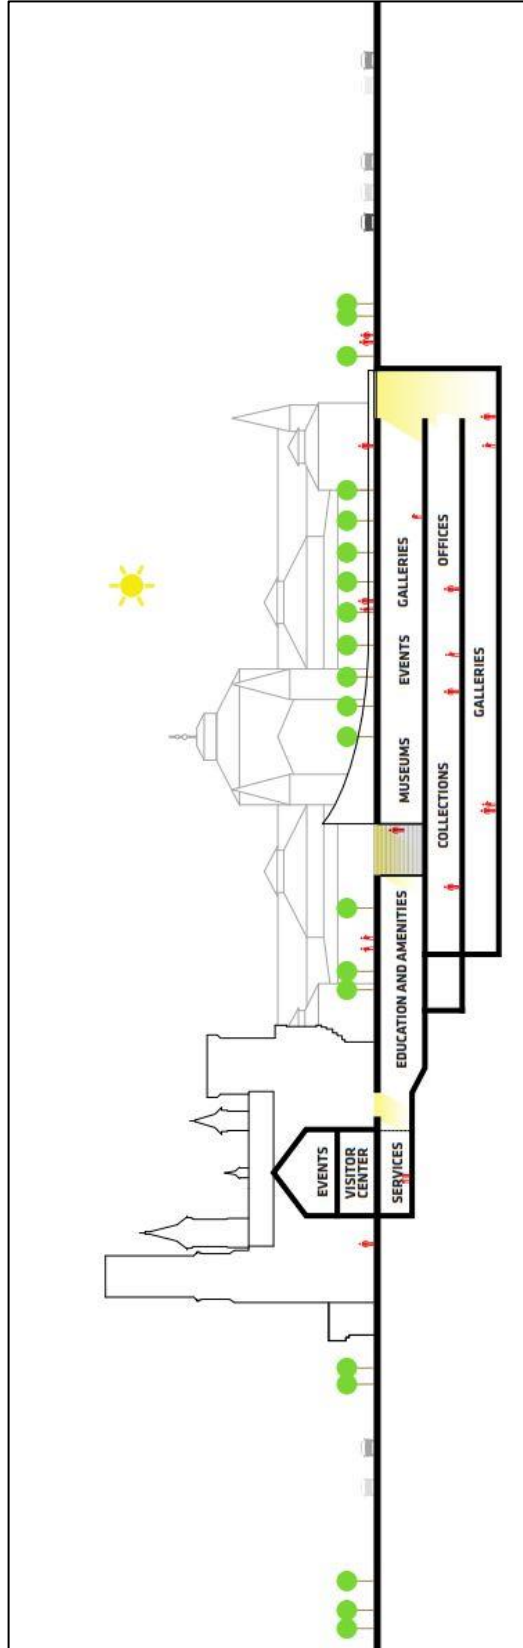 EVENTS
VISITOR
CENTER
SERVICES
EDUCATION AND AMENITIES
MUSEUMS
EVENTS
GALLERIES
COLLECTIONS
OFFICES
GALLERIES